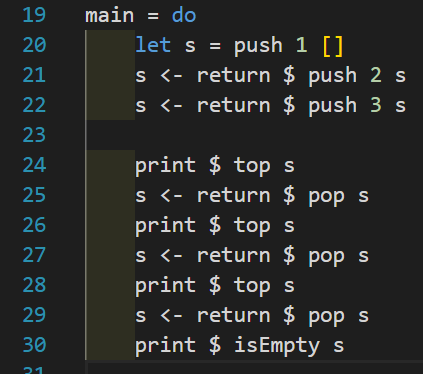 19 main = do
20     let s = push 1 []
21     s <- return $ push 2 s
22     s <- return $ push 3 s
23
24     print $ top s
25     s <- return $ pop s
26     print $ top s
27     s <- return $ pop s
28     print $ top s
29     s <- return $ pop s
30     print $ isEmpty s
31